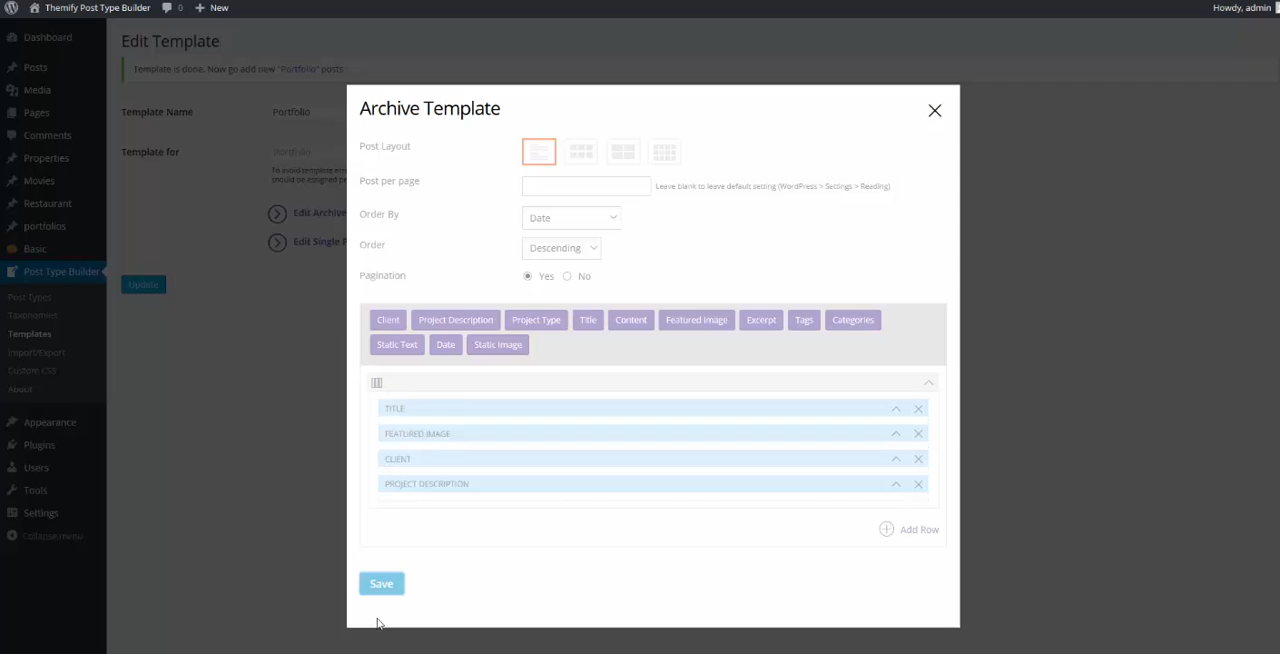 Themify Post Type Builder 0 New Howdy, admin
Dashboard
Posts
Media
Pages
Comments
Properties
Movies
Restaurant
portfolios
Basic
Post Type Builder
Post Types
Taxonomies
Templates
Import/Export
Custom CSS
About
Appearance
Plugins
Users
Tools
Settings
Collapse menu
Edit Template
Template is done. Now go add new "Portfolio" posts
Template Name Portfolio
Template for Portfolio
To avoid template
should be assigned
Edit Archive
Edit Single
Update
Archive Template
Post Layout
Post per page Leave blank to leave default setting (WordPress > Settings > Reading)
Order By Date
Order Descending
Pagination Yes No
Client Project Description Project Type Title Content Featured Image Excerpt Tags Categories
Static Text Date Static Image
TITLE
FEATURED IMAGE
CLIENT
PROJECT DESCRIPTION
Add Row
Save